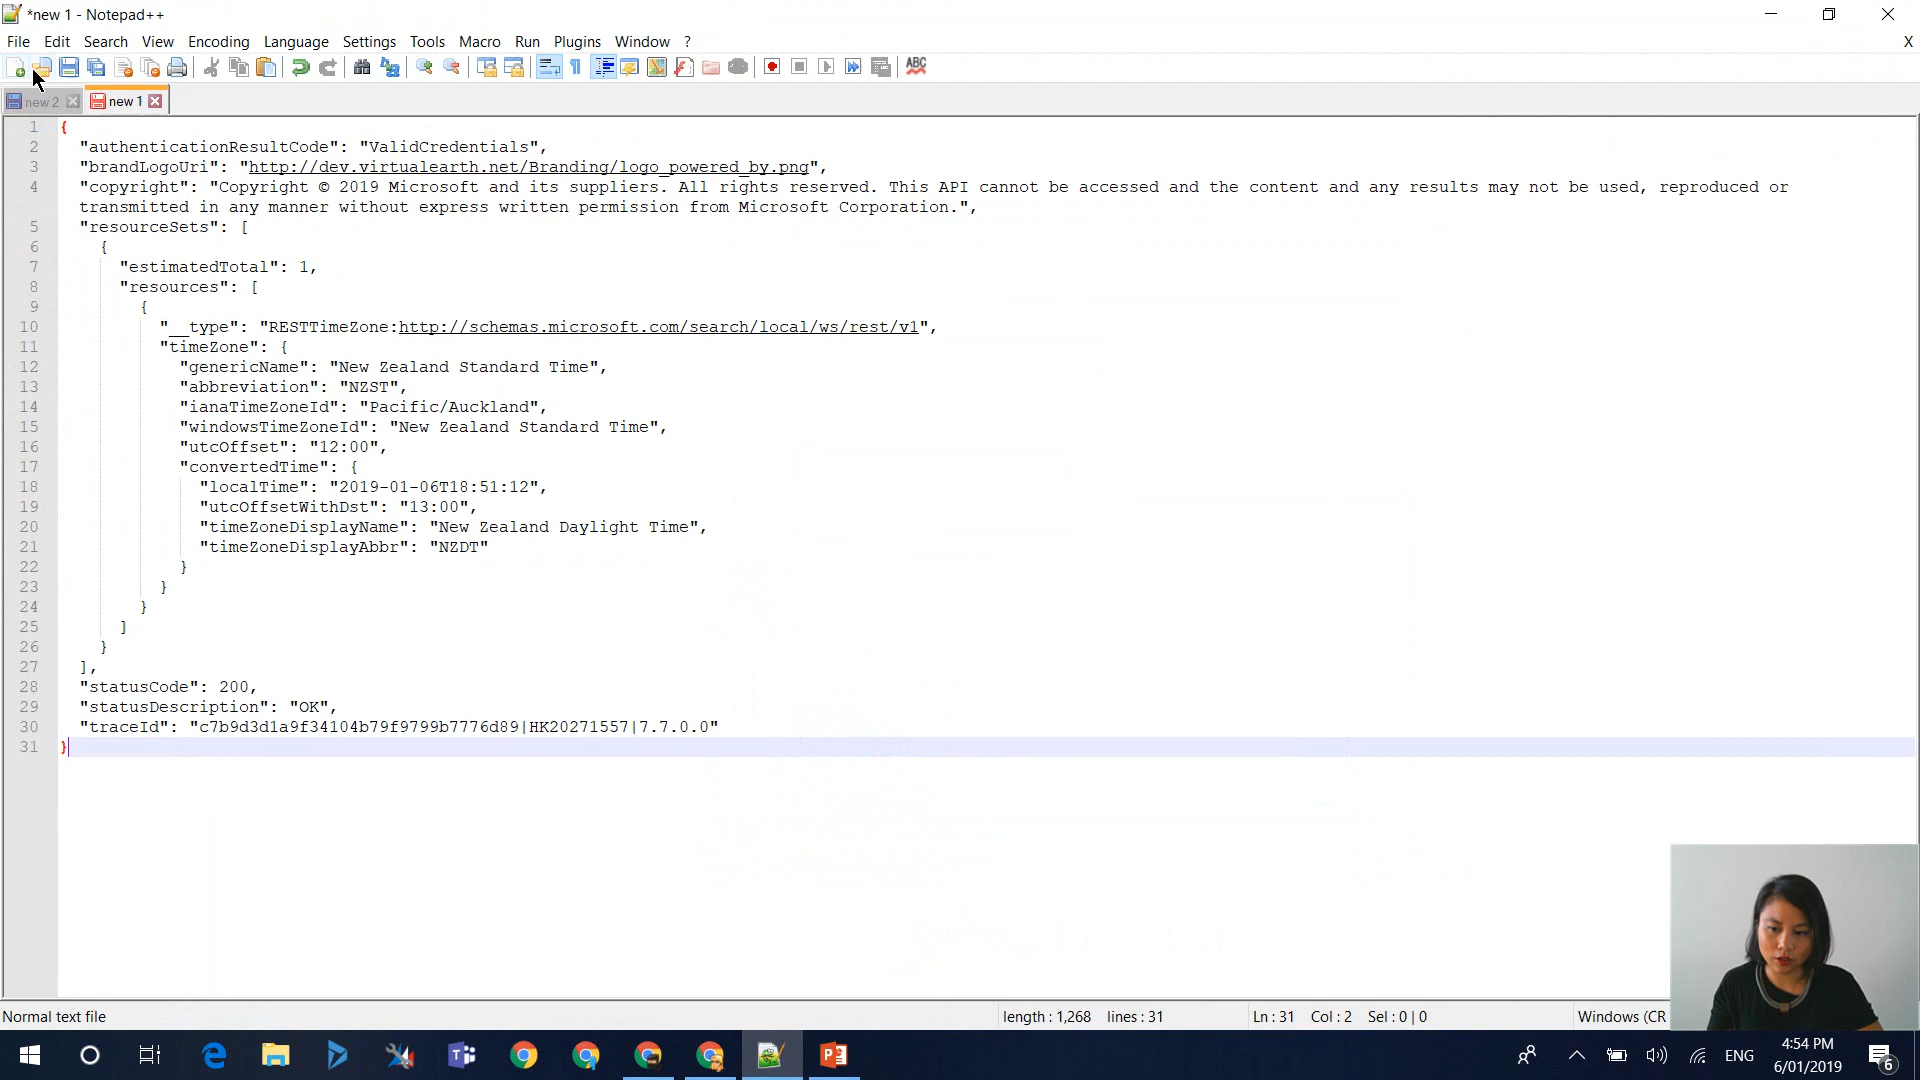 *new 1 - Notepad++
File Edit Search View Encoding Language Settings Tools Macro Run Plugins Window ? X
ABC
new 2 new 1
1 {
2 "authenticationResultCode": "ValidCredentials",
3 "brandLogoUri": "http://dev.virtualearth.net/Branding/logo_powered_by.png",
4 "copyright": "Copyright © 2019 Microsoft and its suppliers. All rights reserved. This API cannot be accessed and the content and any results may not be used, reproduced or
transmitted in any manner without express written permission from Microsoft Corporation.",
5 "resourceSets": [
6 {
7 "estimatedTotal": 1,
8 "resources": [
9 {
10 "__type": "RESTTimeZone:http://schemas.microsoft.com/search/local/ws/rest/v1",
11 "timeZone": {
12 "genericName": "New Zealand Standard Time",
13 "abbreviation": "NZST",
14 "ianaTimeZoneId": "Pacific/Auckland",
15 "windowsTimeZoneId": "New Zealand Standard Time",
16 "utcOffset": "12:00",
17 "convertedTime": {
18 "localTime": "2019-01-06T18:51:12",
19 "utcOffsetWithDst": "13:00",
20 "timeZoneDisplayName": "New Zealand Daylight Time",
21 "timeZoneDisplayAbbr": "NZDT"
22 }
23 }
24 }
25 ]
26 }
27 ],
28 "statusCode": 200,
29 "statusDescription": "OK",
30 "traceId": "c7b9d3d1a9f34104b79f9799b7776d89|HK20271557|7.7.0.0"
31 }
Normal text file length : 1,268 lines : 31 Ln : 31 Col : 2 Sel : 0 | 0 Windows (CR
ENG 4:54 PM
6/01/2019 6